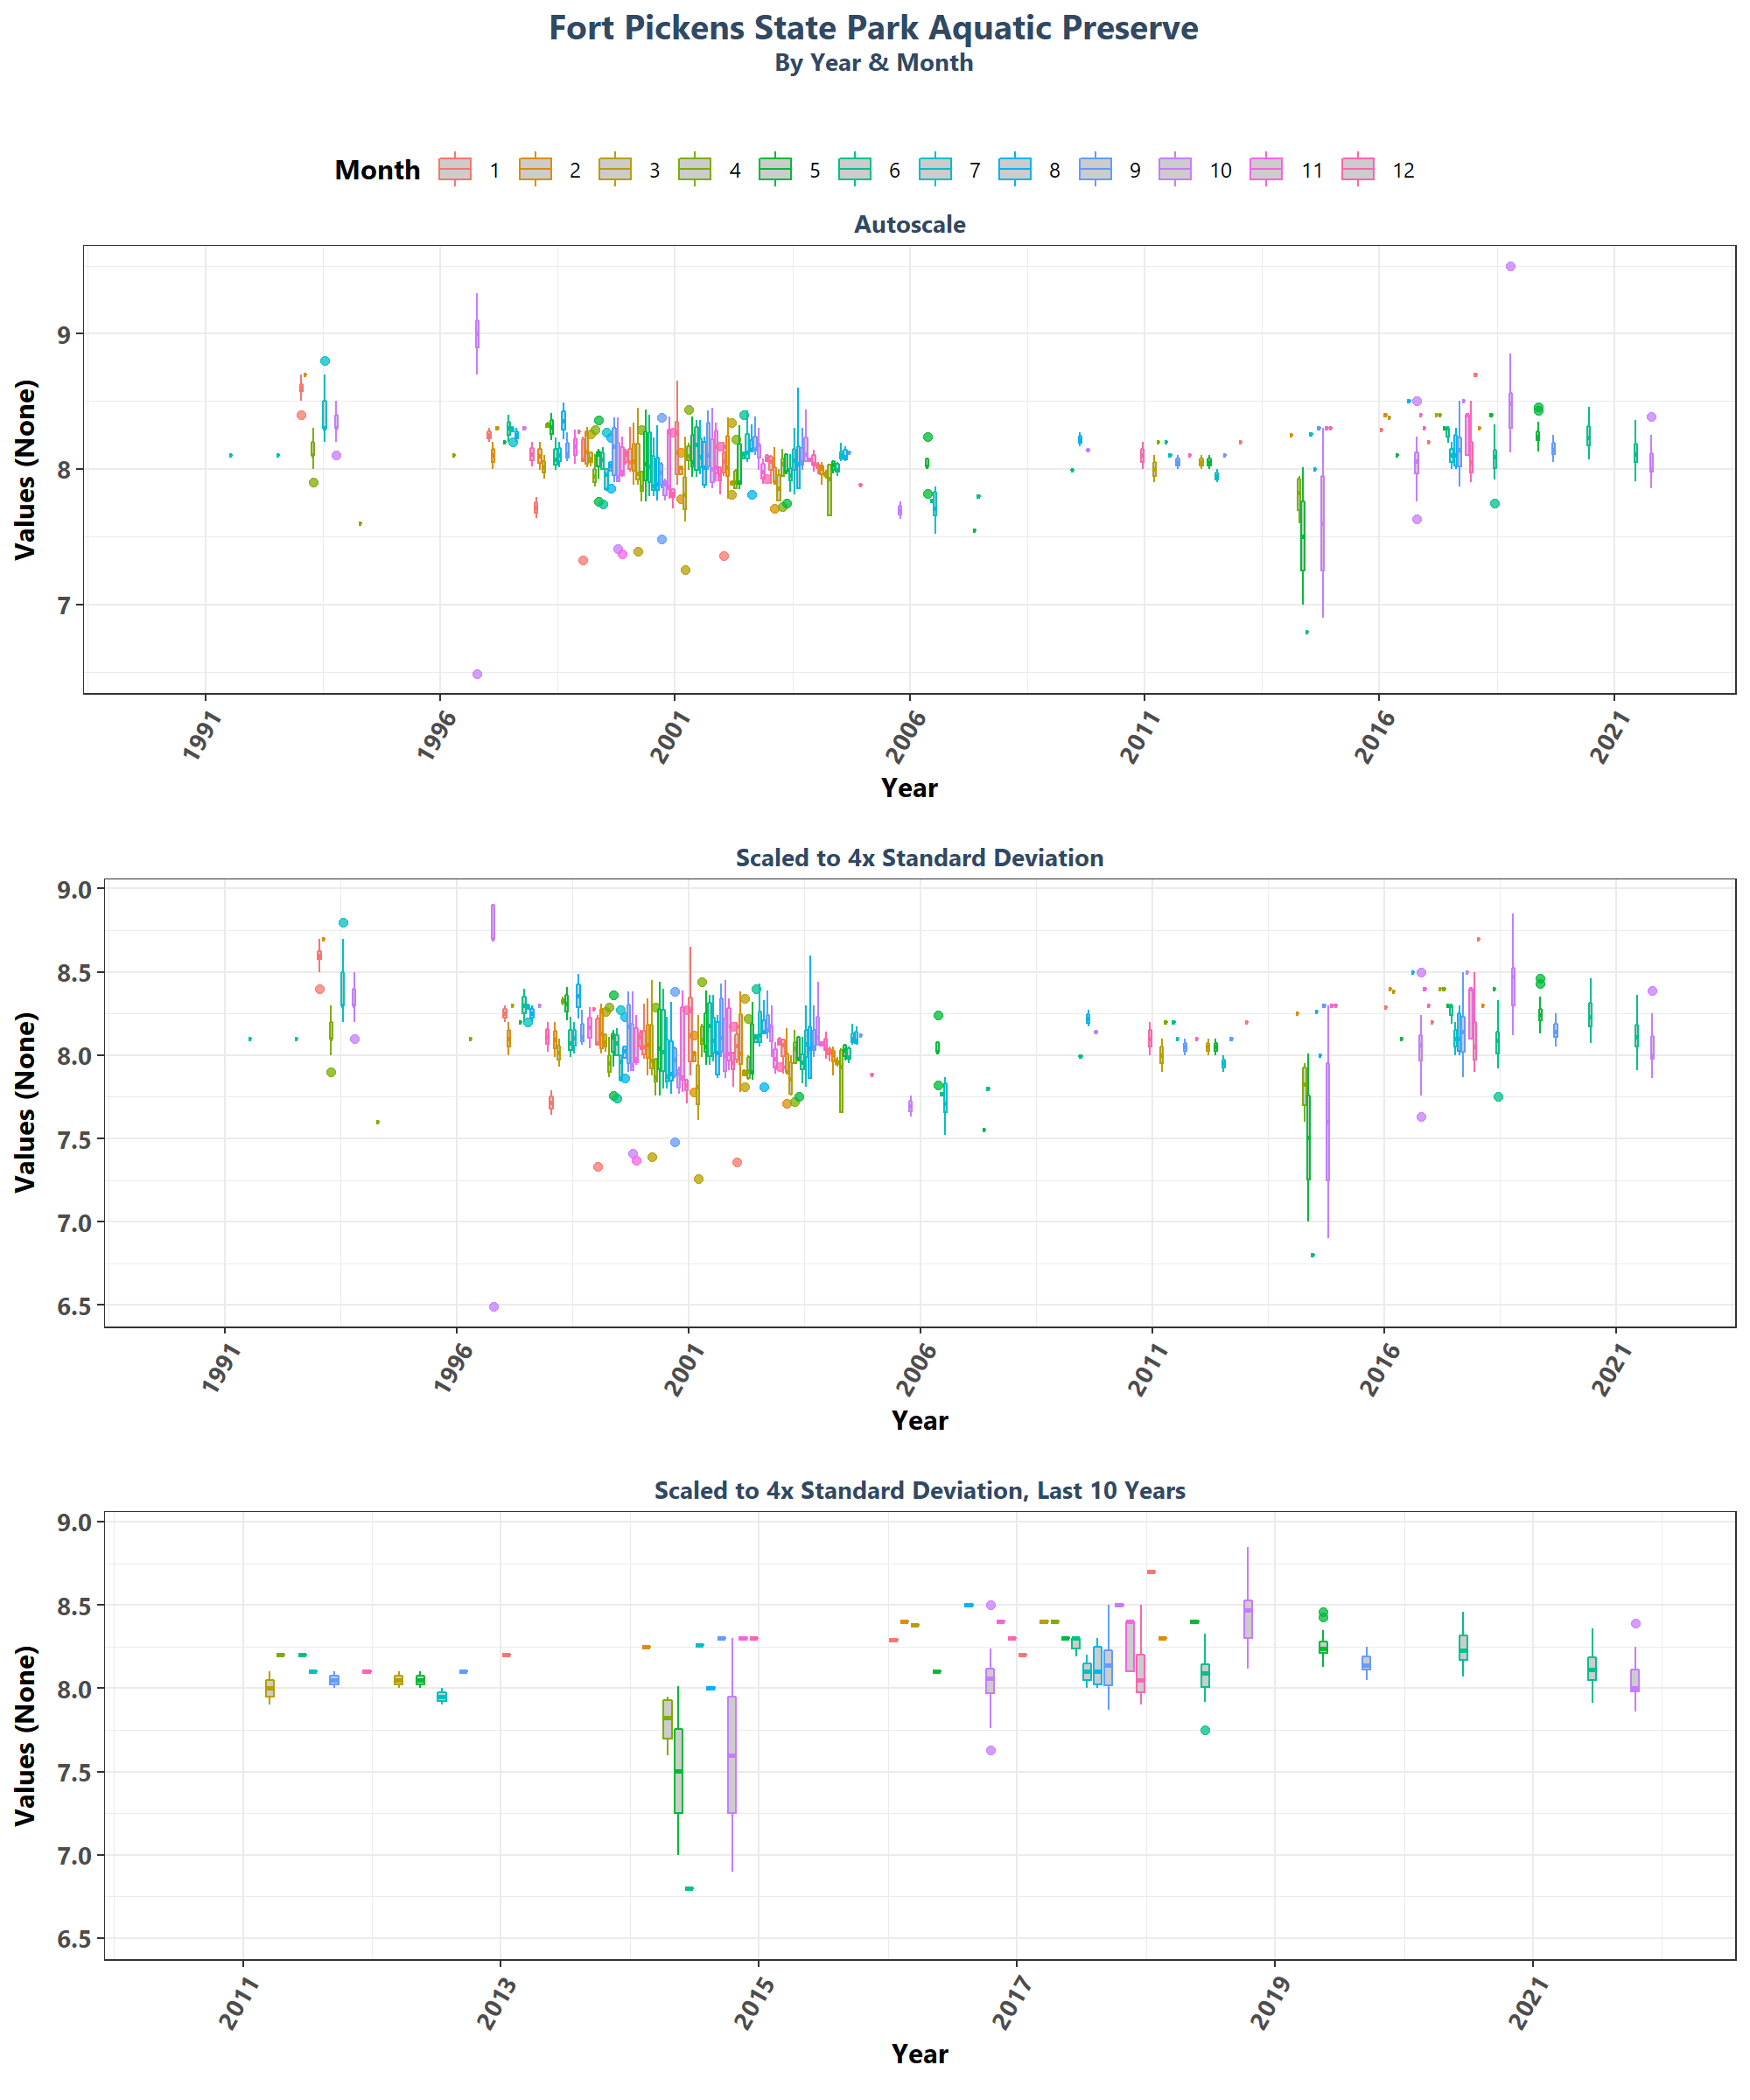 Fort Pickens State Park Aquatic Preserve
By Year & Month
Month 1 2 3 4 5 6 7 8 9 10 11 12
Autoscale
Values (None)
9
8
7
1991 1996 2001 2006 2011 2016 2021
Year
Scaled to 4x Standard Deviation
Values (None)
9.0
8.5
8.0
7.5
7.0
6.5
1991 1996 2001 2006 2011 2016 2021
Year
Scaled to 4x Standard Deviation, Last 10 Years
Values (None)
9.0
8.5
8.0
7.5
7.0
6.5
2011 2013 2015 2017 2019 2021
Year